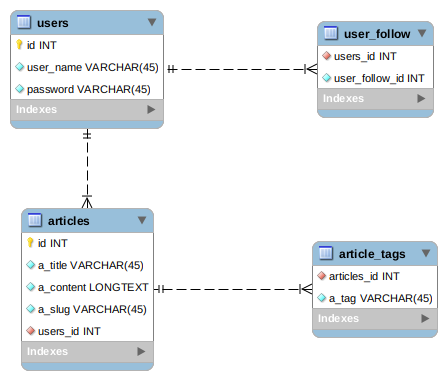 users
id INT
user_name VARCHAR(45)
password VARCHAR(45)
Indexes
user_follow
users_id INT
user_follow_id INT
Indexes
articles
id INT
a_title VARCHAR(45)
a_content LONGTEXT
a_slug VARCHAR(45)
users_id INT
Indexes
article_tags
articles_id INT
a_tag VARCHAR(45)
Indexes